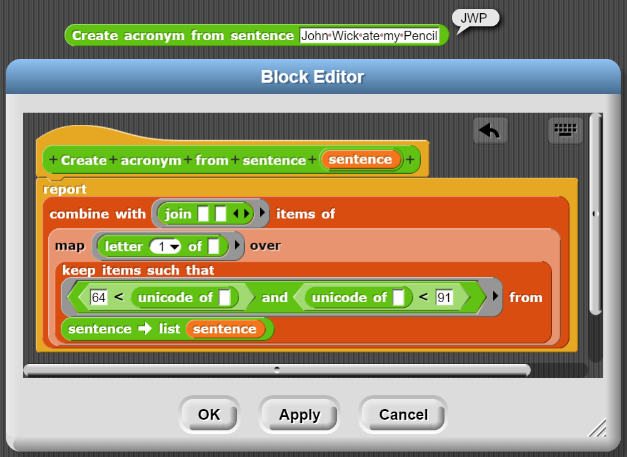 JWP
Create acronym from sentence John Wick ate my Pencil
Block Editor
+ Create + acronym + from + sentence + sentence +
report
combine with join items of
map letter 1 of over
keep items such that
64 < unicode of and unicode of < 91 from
sentence → list sentence
OK Apply Cancel